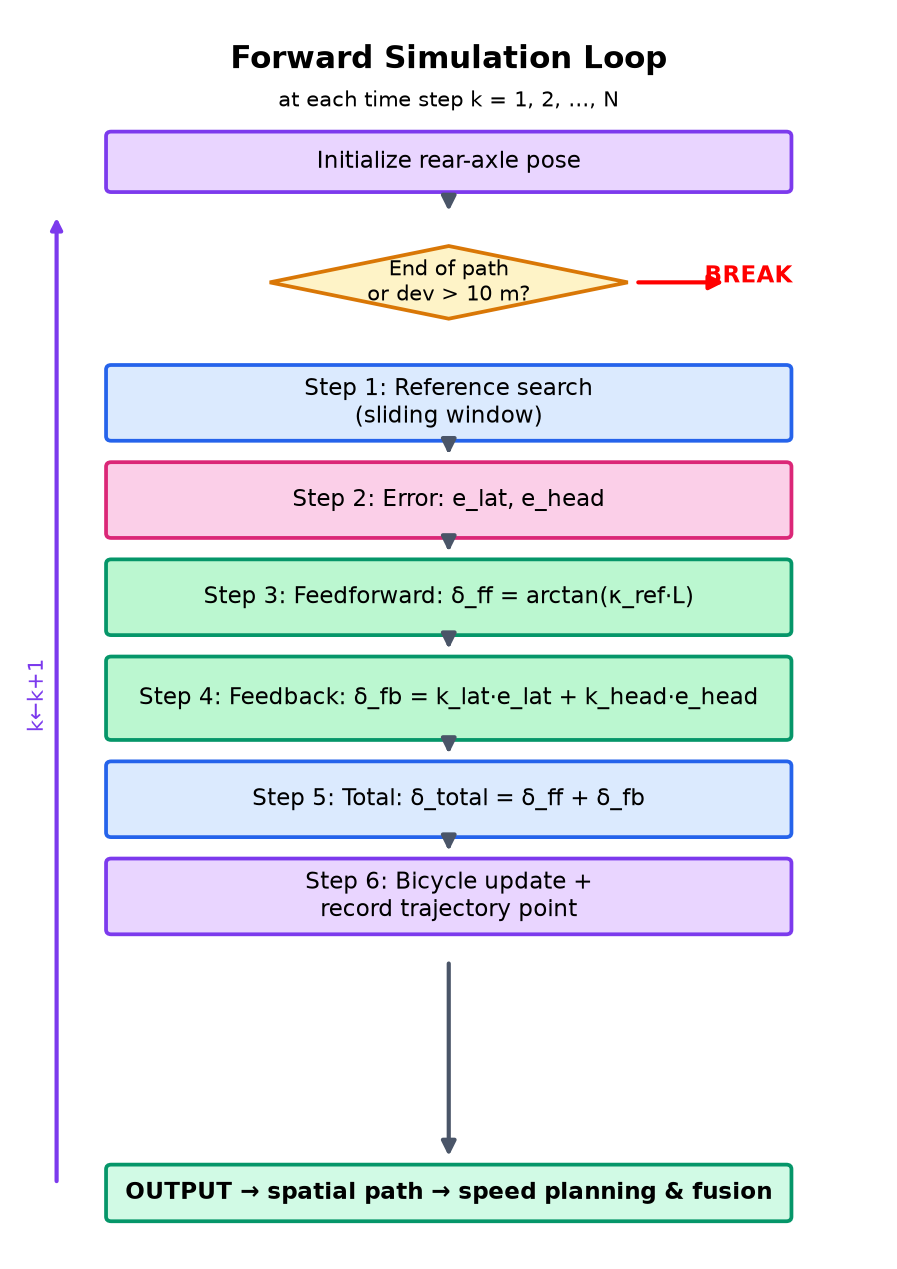 Forward Simulation Loop
at each time step k = 1, 2, ..., N
Initialize rear-axle pose
End of path
or dev > 10 m?
BREAK
Step 1: Reference search
(sliding window)
Step 2: Error: e_lat, e_head
Step 3: Feedforward: δ_ff = arctan(κ_ref·L)
Step 4: Feedback: δ_fb = k_lat·e_lat + k_head·e_head
k←k+1
Step 5: Total: δ_total = δ_ff + δ_fb
Step 6: Bicycle update +
record trajectory point
OUTPUT → spatial path → speed planning & fusion